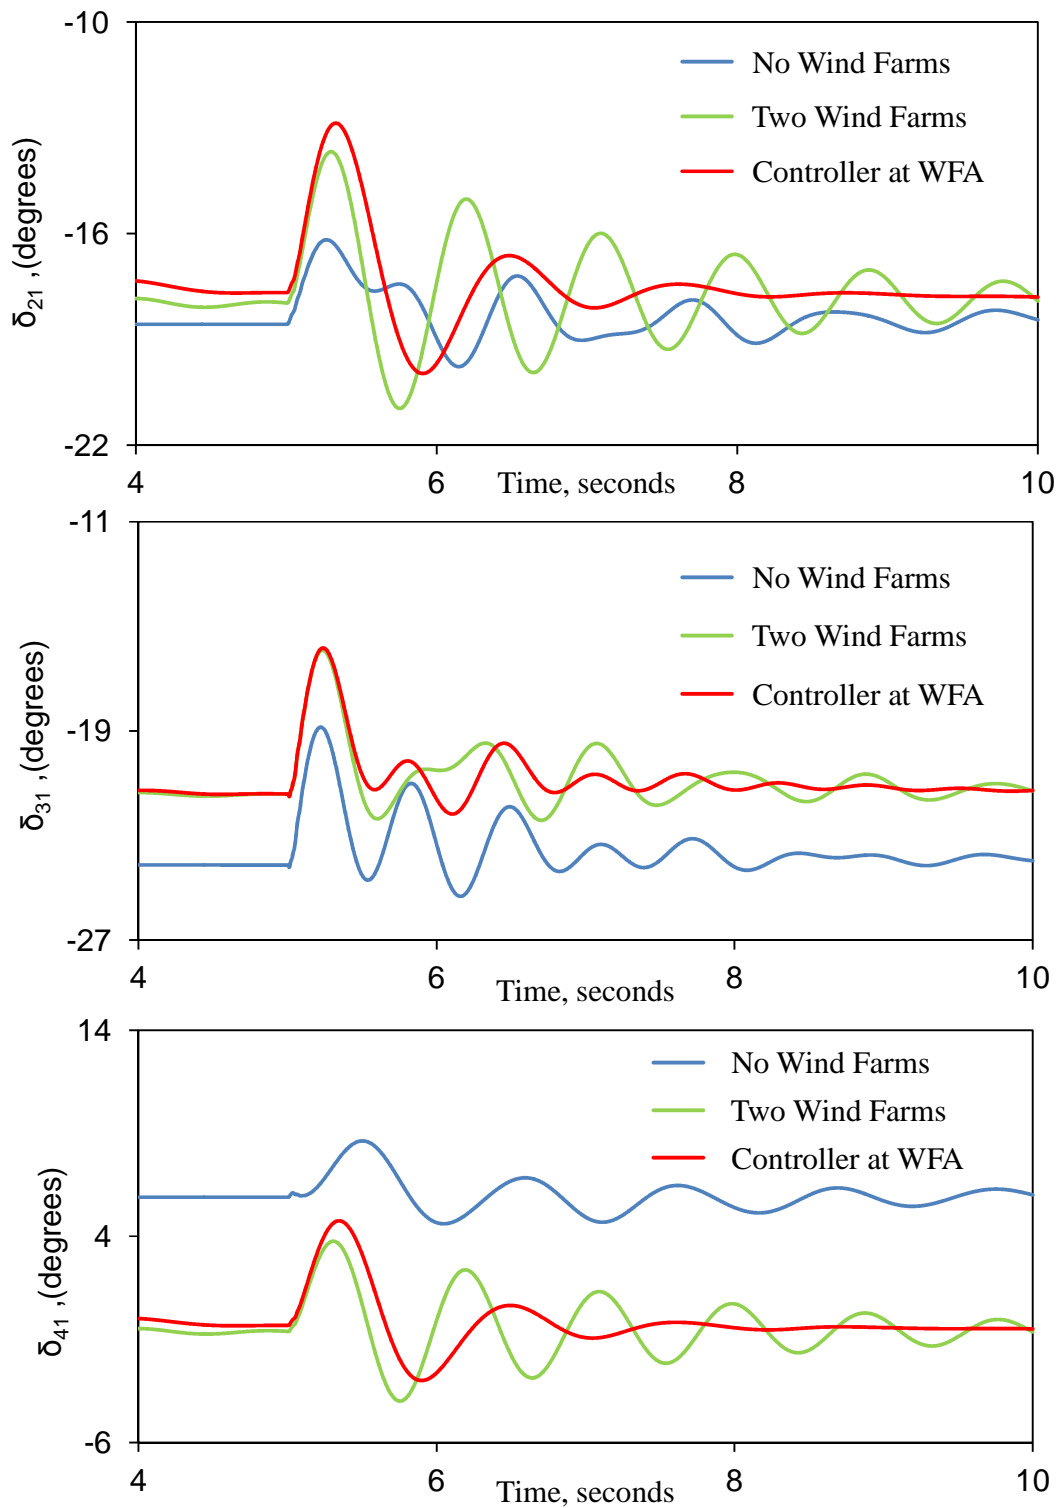 -10
No Wind Farms
Two Wind Farms
Controller at WFA
δ21 ,(degrees)
-16
-22
4 6 Time, seconds 8 10
-11
No Wind Farms
Two Wind Farms
Controller at WFA
δ31 ,(degrees)
-19
-27
4 6 Time, seconds 8 10
14
No Wind Farms
Two Wind Farms
Controller at WFA
δ41 ,(degrees)
4
-6
4 6 Time, seconds 8 10